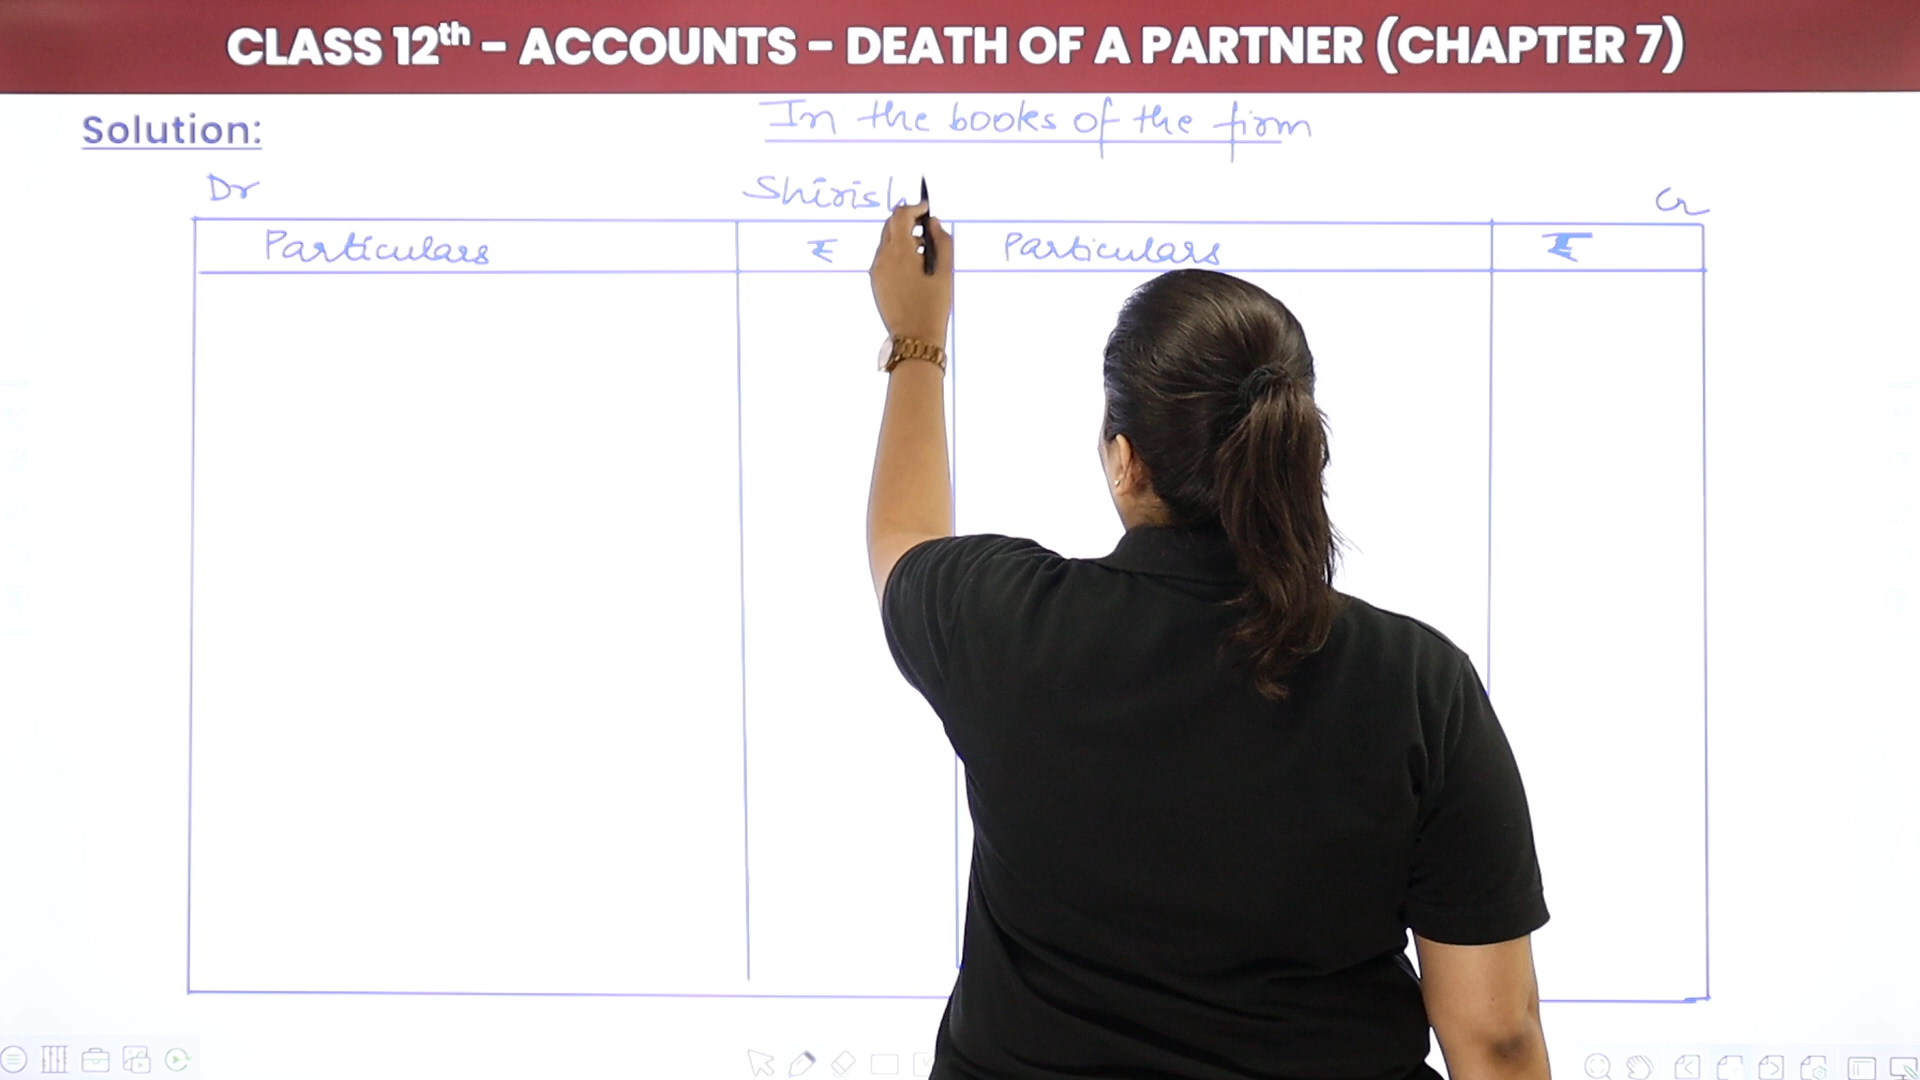 CLASS 12th - ACCOUNTS - DEATH OF A PARTNER (CHAPTER 7)
Solution:
In the books of the firm
Dr Shirish Cr
Particulars ₹ Particulars ₹